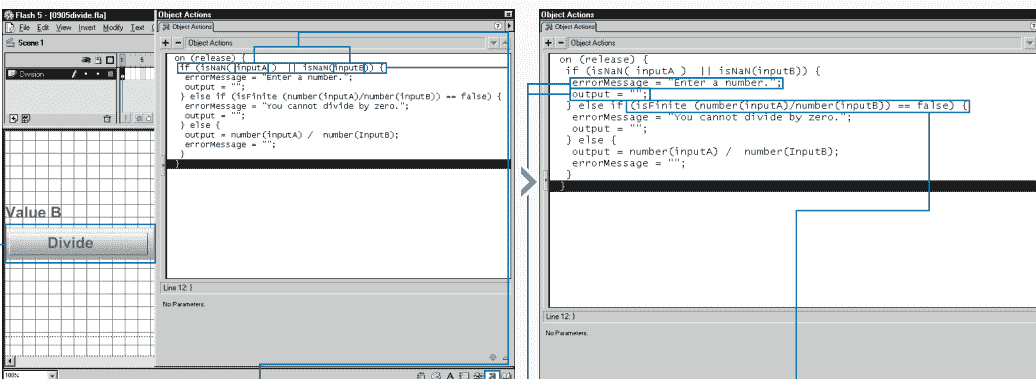 Flash 5 - [0905divide.fla]
File Edit View Insert Modify Text
Scene 1
1 5
Division
Value B
Divide
100%
Object Actions
Object Actions
+ - Object Actions
on (release) {
if (isNaN( inputA ) || isNaN(inputB)) {
errorMessage = "Enter a number.";
output = "";
} else if (isFinite (number(inputA)/number(inputB)) == false) {
errorMessage = "You cannot divide by zero.";
output = "";
} else {
output = number(inputA) / number(InputB);
errorMessage = "";
}
}
Line 12: }
No Parameters.
Object Actions
Object Actions
+ - Object Actions
on (release) {
if (isNaN( inputA ) || isNaN(inputB)) {
errorMessage = "Enter a number.";
output = "";
} else if (isFinite (number(inputA)/number(inputB)) == false) {
errorMessage = "You cannot divide by zero.";
output = "";
} else {
output = number(inputA) / number(InputB);
errorMessage = "";
}
}
Line 12: }
No Parameters.